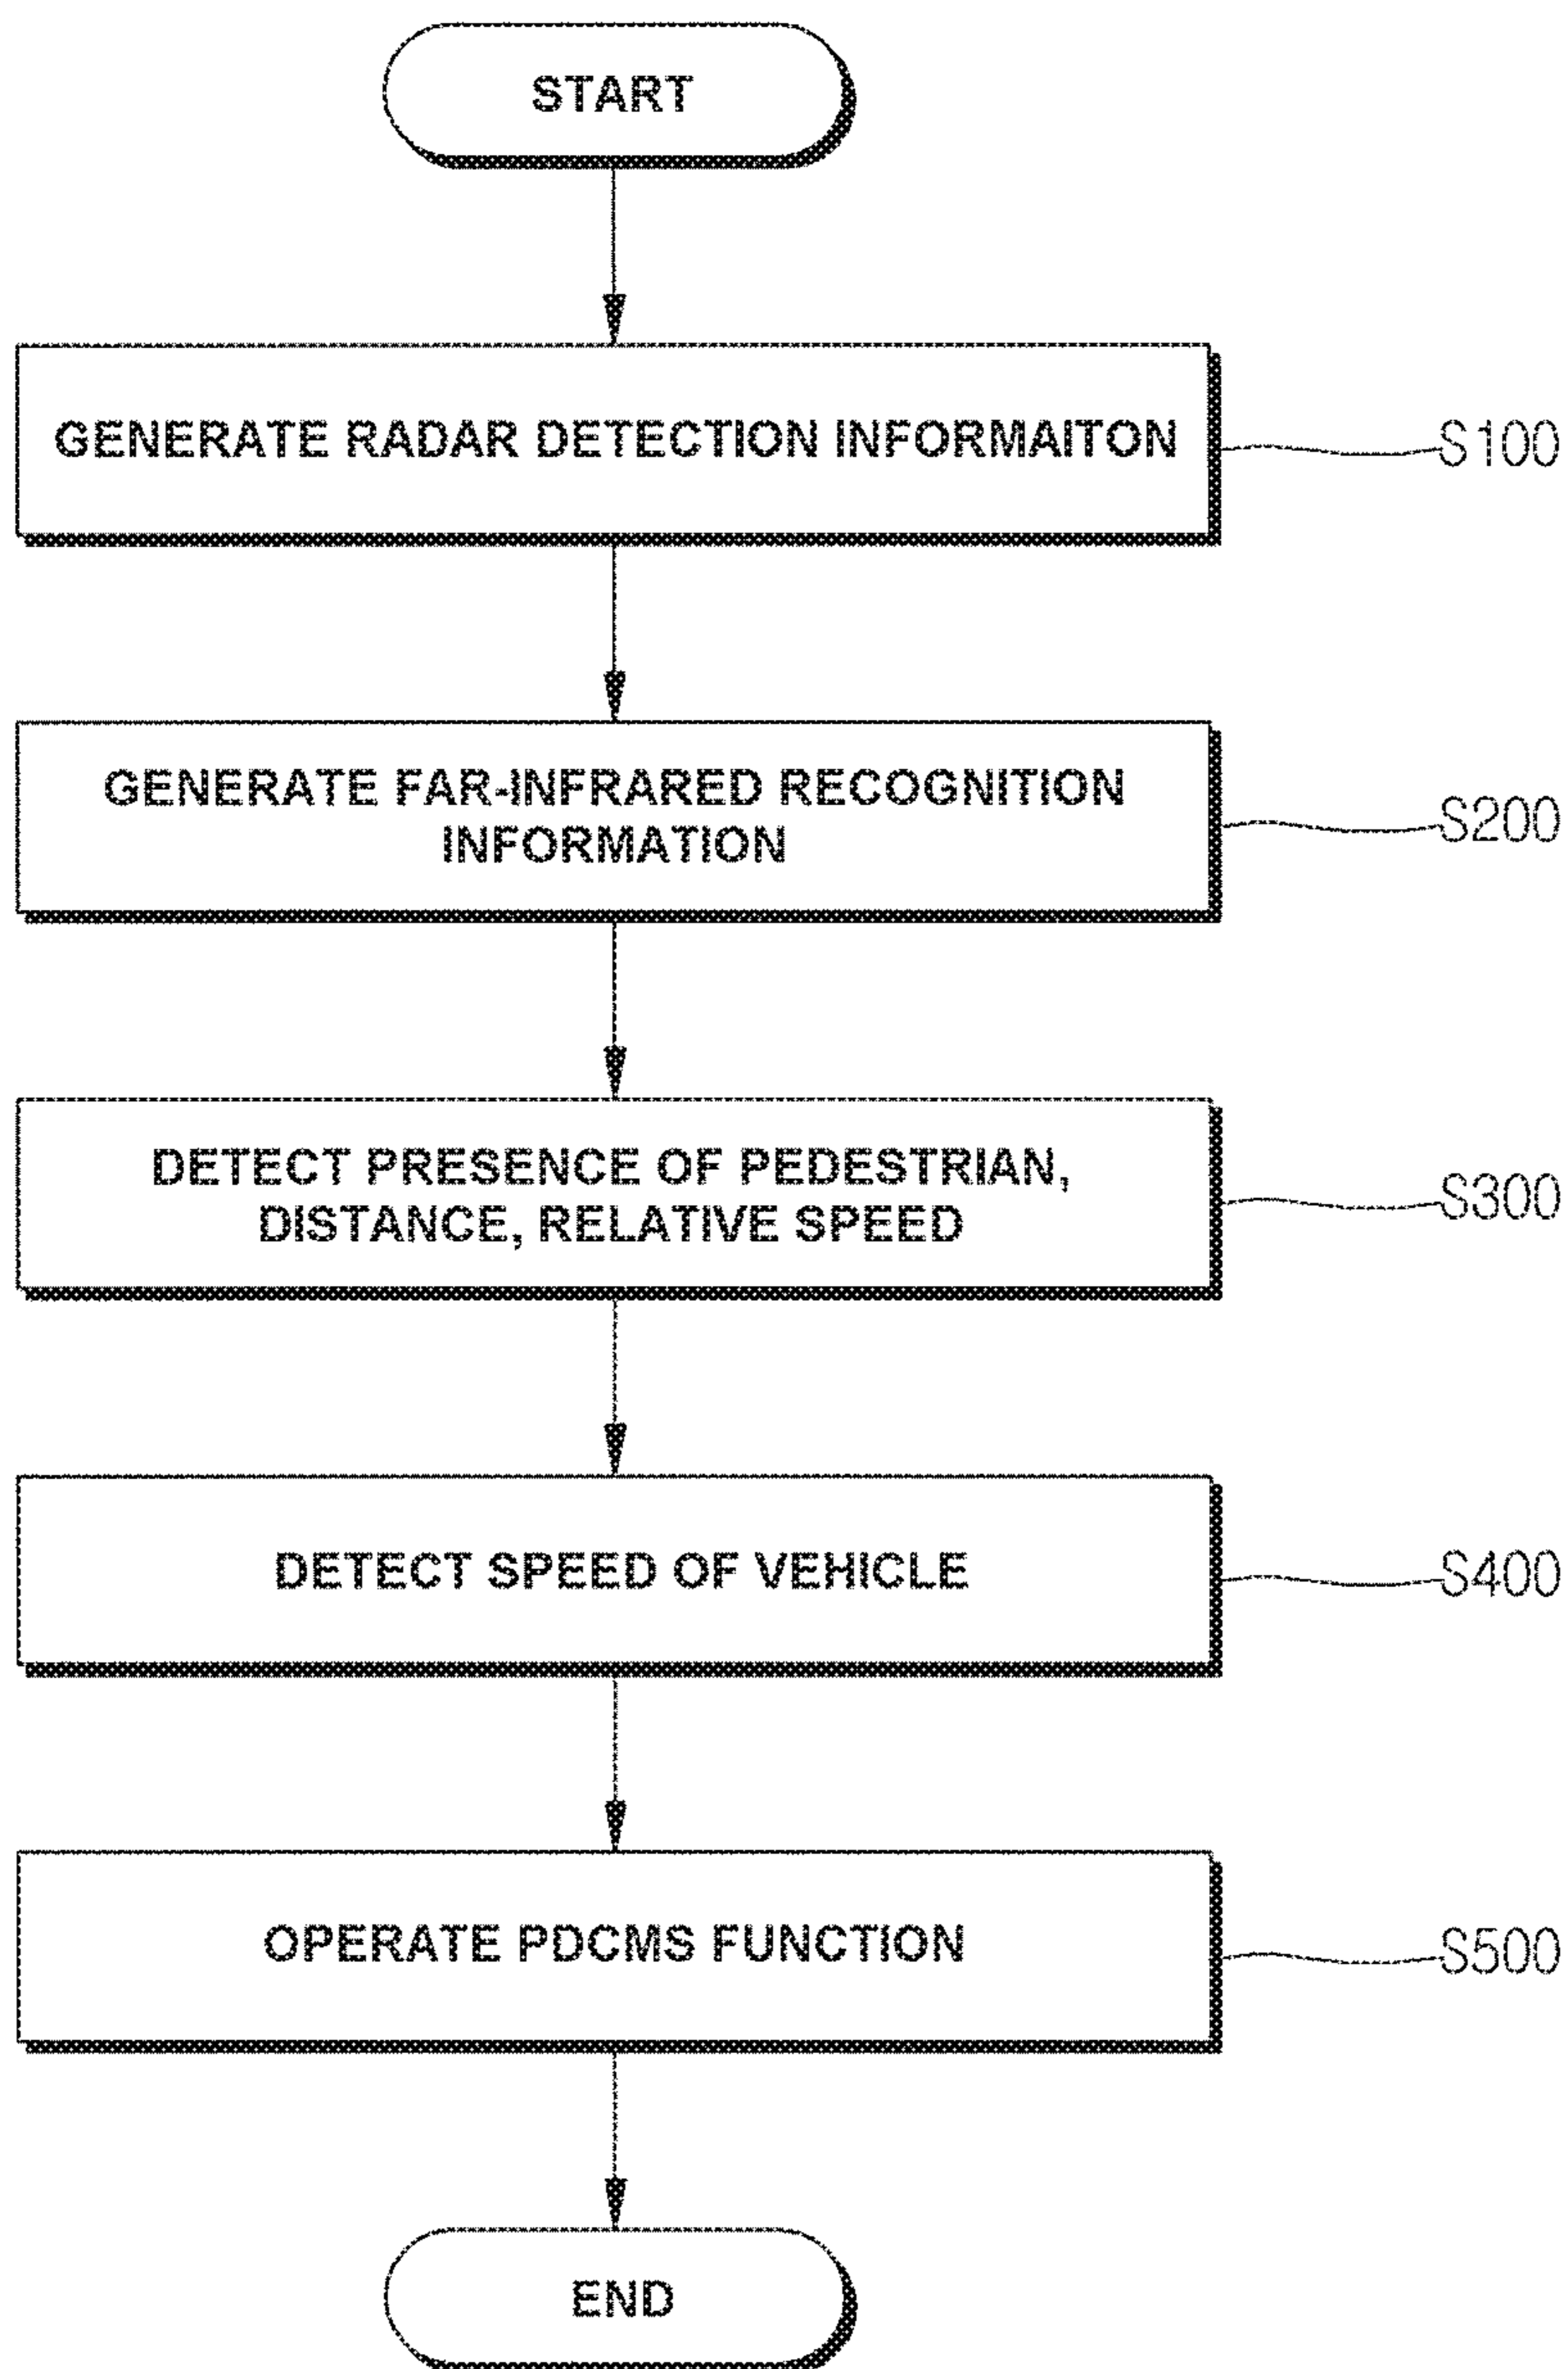 START
GENERATE RADAR DETECTION INFORMAITON
S100
GENERATE FAR-INFRARED RECOGNITION
INFORMATION
S200
DETECT PRESENCE OF PEDESTRIAN,
DISTANCE, RELATIVE SPEED
S300
DETECT SPEED OF VEHICLE
S400
OPERATE PDCMS FUNCTION
S500
END